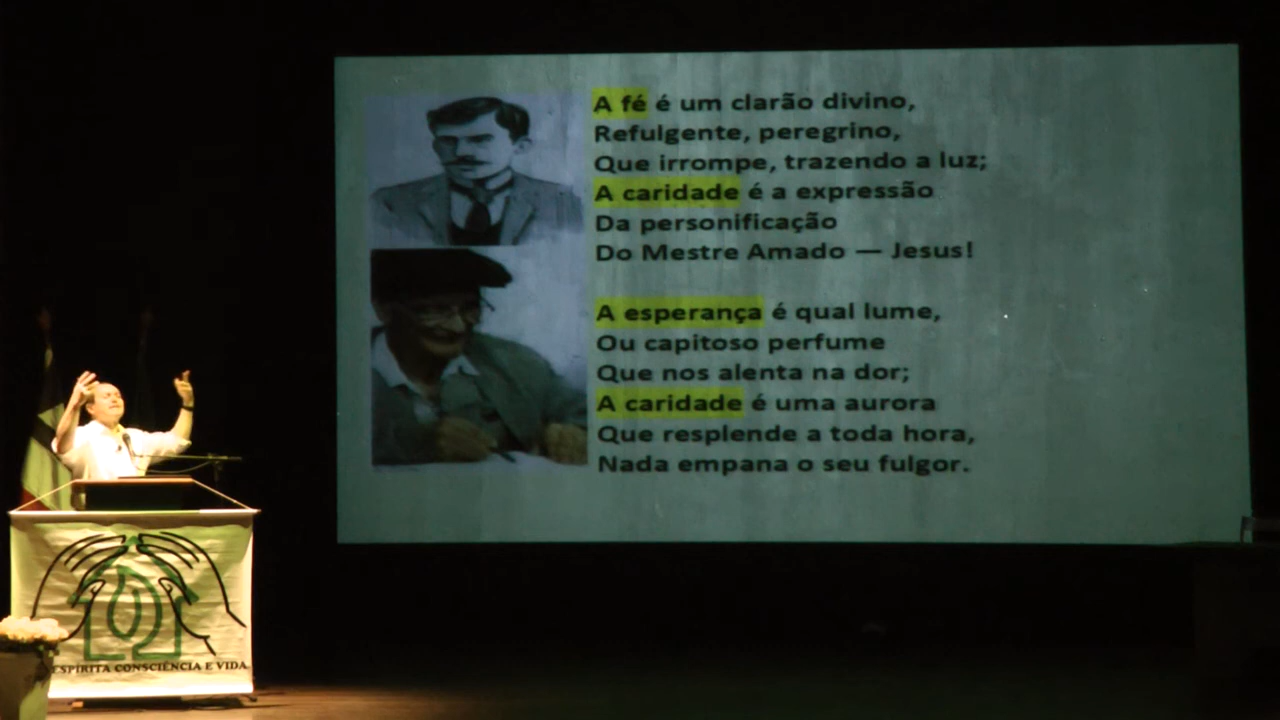 A fé é um clarão divino,
Refulgente, peregrino,
Que irrompe, trazendo a luz;
A caridade é a expressão
Da personificação
Do Mestre Amado — Jesus!
A esperança é qual lume,
Ou capitoso perfume
Que nos alenta na dor;
A caridade é uma aurora
Que resplende a toda hora,
Nada empana o seu fulgor.
ESPÍRITA CONSCIÊNCIA E VIDA